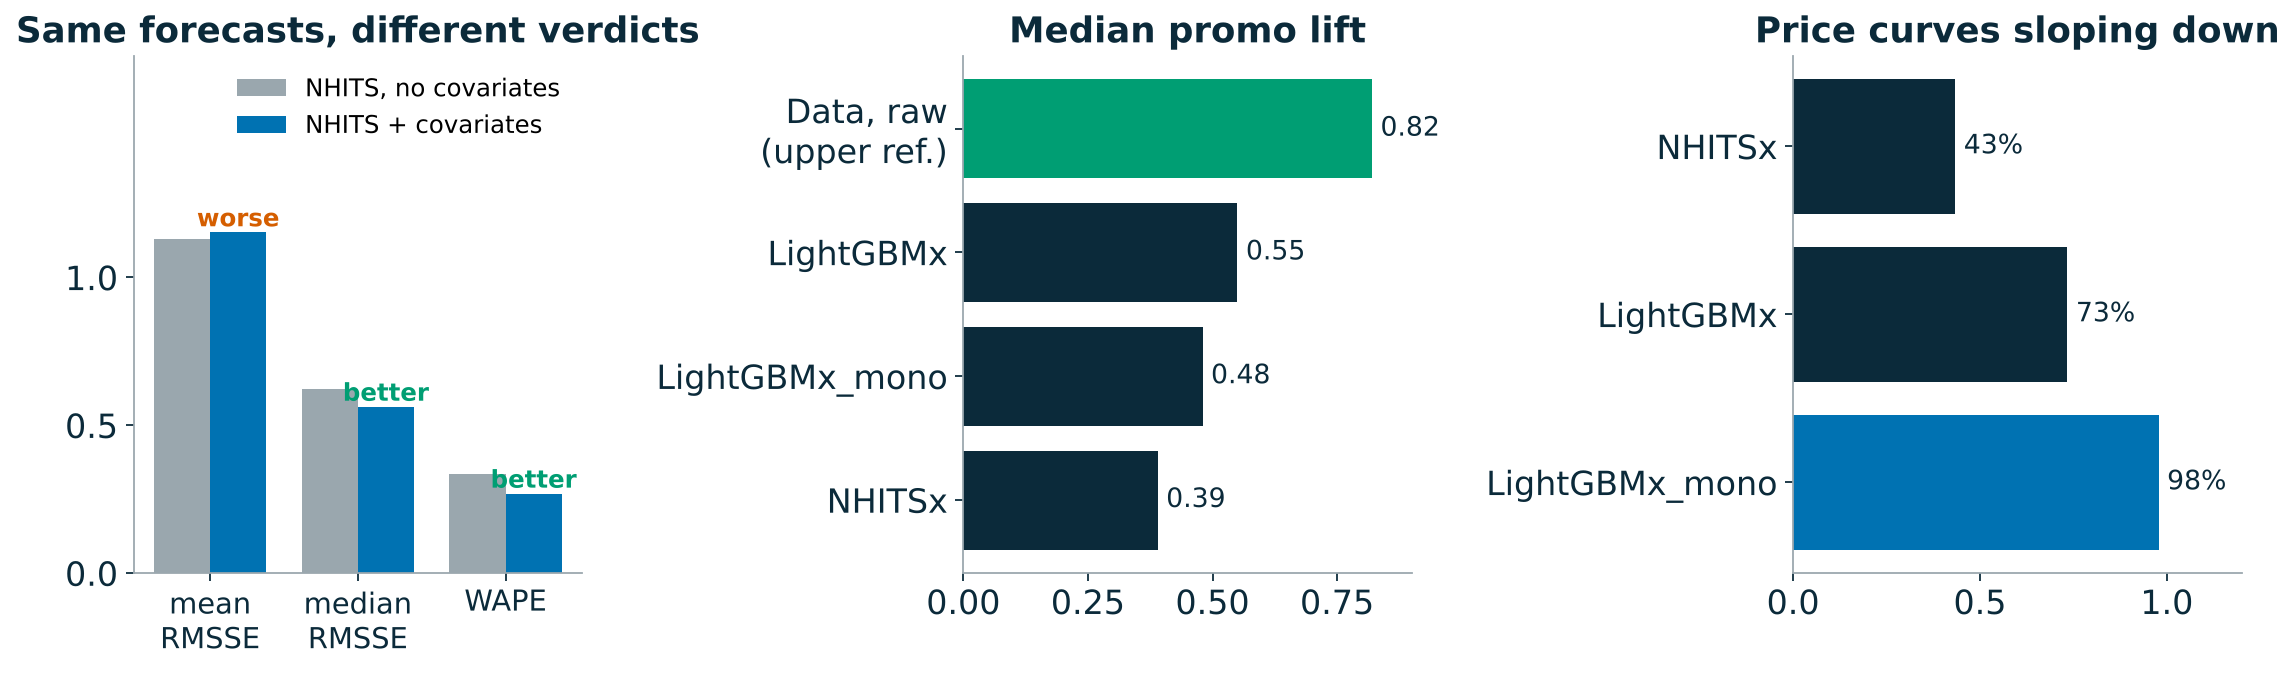 Same forecasts, different verdicts
NHITS, no covariates
NHITS + covariates
worse
better
better
1.0
0.5
0.0
mean
RMSSE
median
RMSSE
WAPE
Median promo lift
Data, raw
(upper ref.)
0.82
LightGBMx
0.55
LightGBMx_mono
0.48
NHITSx
0.39
0.00 0.25 0.50 0.75
Price curves sloping down
NHITSx
43%
LightGBMx
73%
LightGBMx_mono
98%
0.0 0.5 1.0